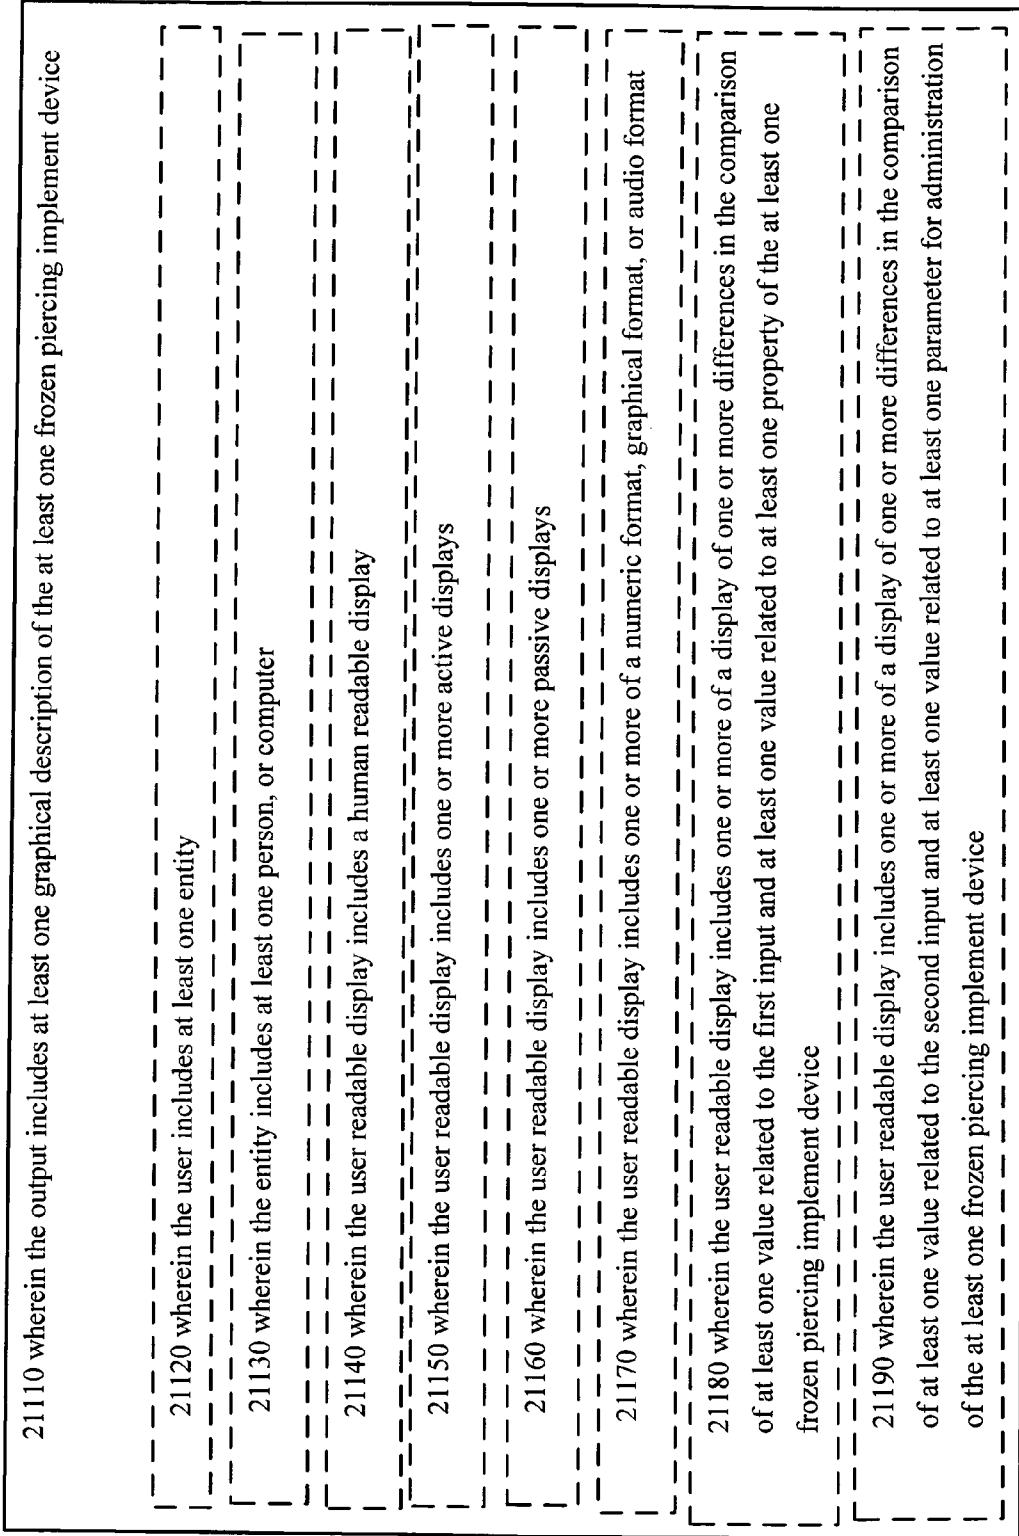 21110 wherein the output includes at least one graphical description of the at least one frozen piercing implement device
21120 wherein the user includes at least one entity
21130 wherein the entity includes at least one person, or computer
21140 wherein the user readable display includes a human readable display
21150 wherein the user readable display includes one or more active displays
21160 wherein the user readable display includes one or more passive displays
21170 wherein the user readable display includes one or more of a numeric format, graphical format, or audio format
21180 wherein the user readable display includes one or more of a display of one or more differences in the comparison
of at least one value related to the first input and at least one value related to at least one property of the at least one
frozen piercing implement device
21190 wherein the user readable display includes one or more of a display of one or more differences in the comparison
of at least one value related to the second input and at least one value related to at least one parameter for administration
of the at least one frozen piercing implement device